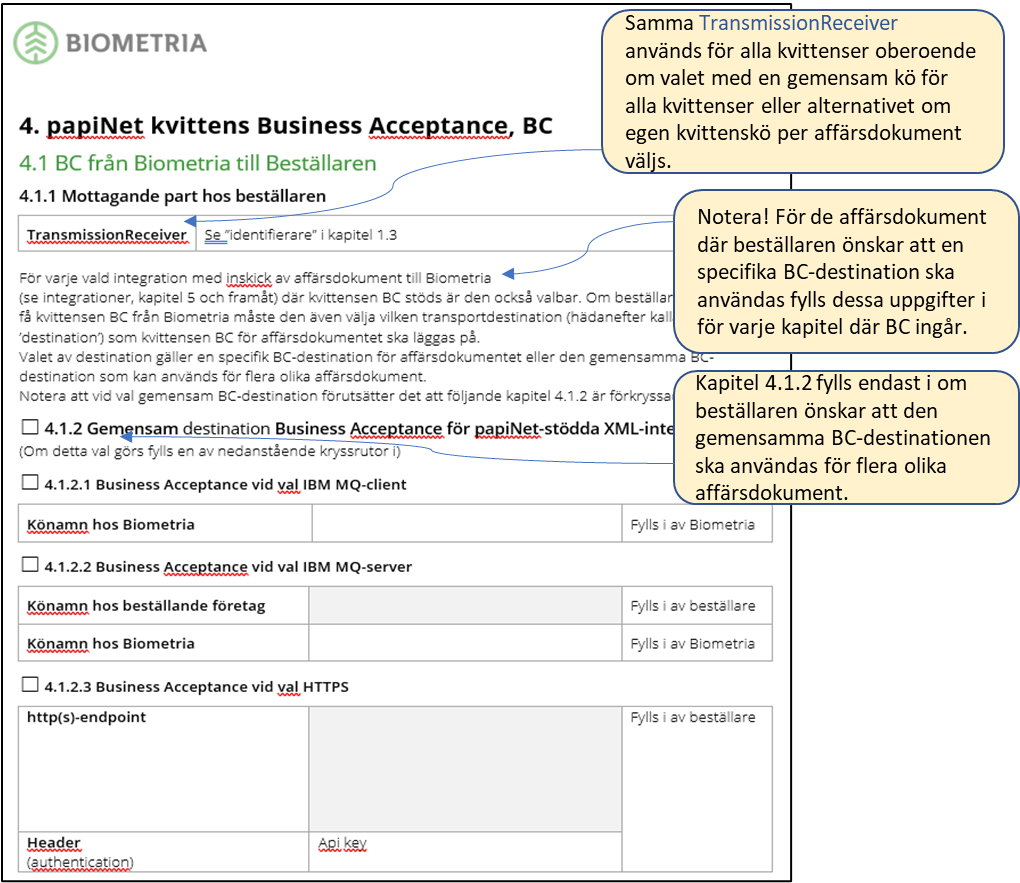 BIOMETRIA
Samma TransmissionReceiver
används för alla kvittenser oberoende
om valet med en gemensam kö för
alla kvittenser eller alternativet om
egen kvittenskö per affärsdokument
väljs.
4. papiNet kvittens Business Acceptance, BC
4.1 BC från Biometria till Beställaren
4.1.1 Mottagande part hos beställaren
TransmissionReceiver Se ”identifierare” i kapitel 1.3
Notera! För de affärsdokument
där beställaren önskar att en
specifika BC-destination ska
användas fylls dessa uppgifter i
för varje kapitel där BC ingår.
För varje vald integration med inskick av affärsdokument till Biometria
(se integrationer, kapitel 5 och framåt) där kvittensen BC stöds är den också valbar. Om beställar
få kvittensen BC från Biometria måste den även välja vilken transportdestination (hädanefter kall
’destination’) som kvittensen BC för affärsdokumentet ska läggas på.
Valet av destination gäller en specifik BC-destination för affärsdokumentet eller den gemensamma BC-
destination som kan används för flera olika affärsdokument.
Notera att vid val gemensam BC-destination förutsätter det att följande kapitel 4.1.2 är förkryssa
Kapitel 4.1.2 fylls endast i om
beställaren önskar att den
gemensamma BC-destinationen
ska användas för flera olika
affärsdokument.
☐ 4.1.2 Gemensam destination Business Acceptance för papiNet-stödda XML-inte
(Om detta val görs fylls en av nedanstående kryssrutor i)
☐ 4.1.2.1 Business Acceptance vid val IBM MQ-client
Könamn hos Biometria Fylls i av Biometria
☐ 4.1.2.2 Business Acceptance vid val IBM MQ-server
Könamn hos beställande företag Fylls i av beställare
Könamn hos Biometria Fylls i av Biometria
☐ 4.1.2.3 Business Acceptance vid val HTTPS
http(s)-endpoint Fylls i av beställare
Header Api key
(authentication)